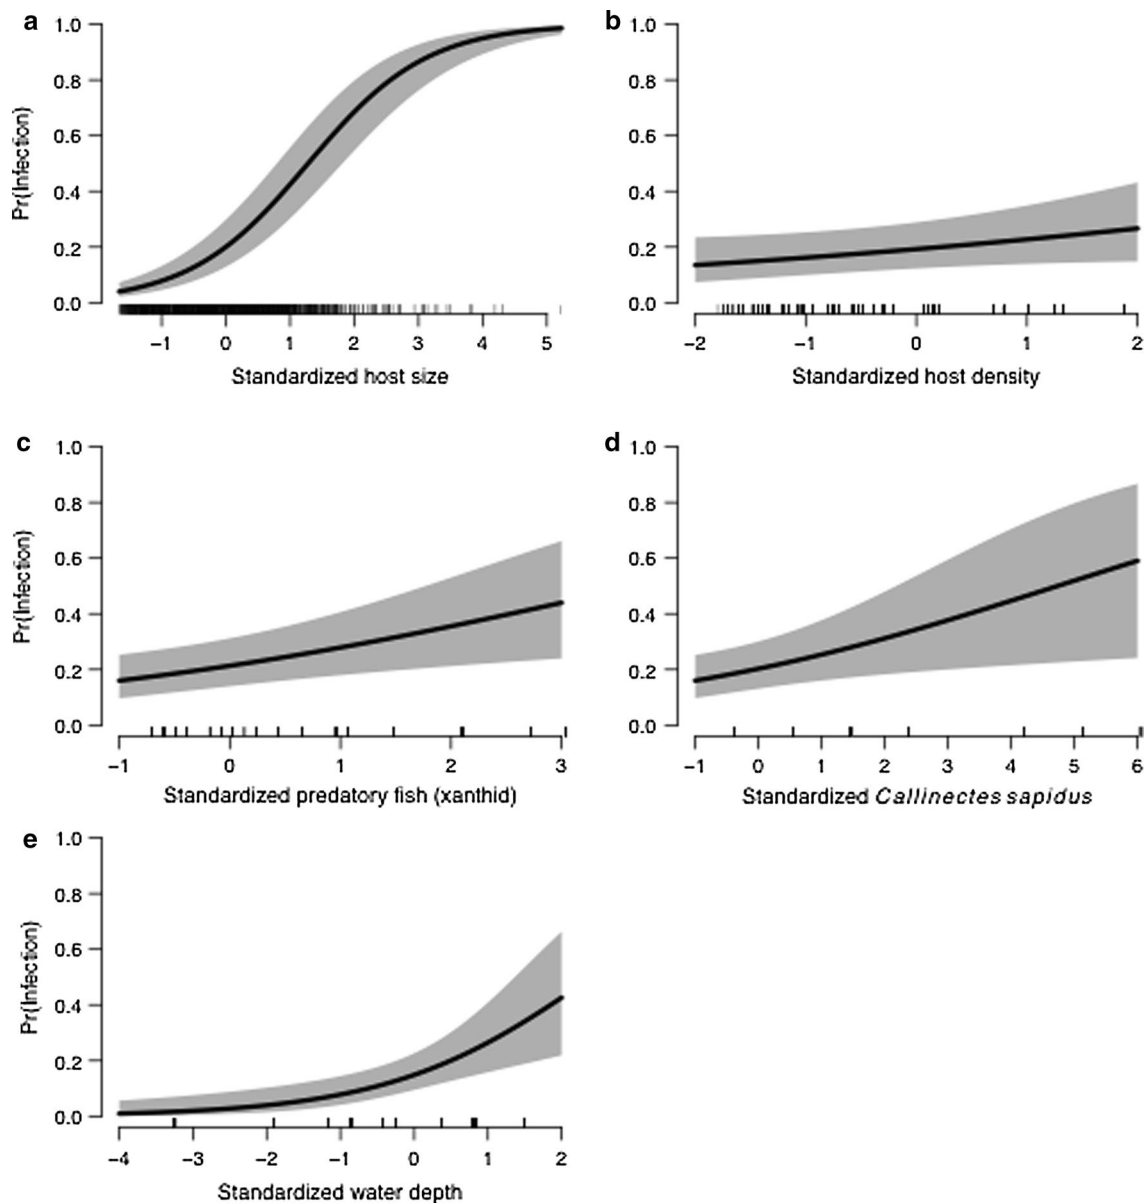 a
1.0
0.8
0.6
0.4
0.2
0.0
Pr(Infection)
−1 0 1 2 3 4 5
Standardized host size
b
1.0
0.8
0.6
0.4
0.2
0.0
−2 −1 0 1 2
Standardized host density
c
1.0
0.8
0.6
0.4
0.2
0.0
Pr(Infection)
−1 0 1 2 3
Standardized predatory fish (xanthid)
d
1.0
0.8
0.6
0.4
0.2
0.0
−1 0 1 2 3 4 5 6
Standardized Callinectes sapidus
e
1.0
0.8
0.6
0.4
0.2
0.0
Pr(Infection)
−4 −3 −2 −1 0 1 2
Standardized water depth